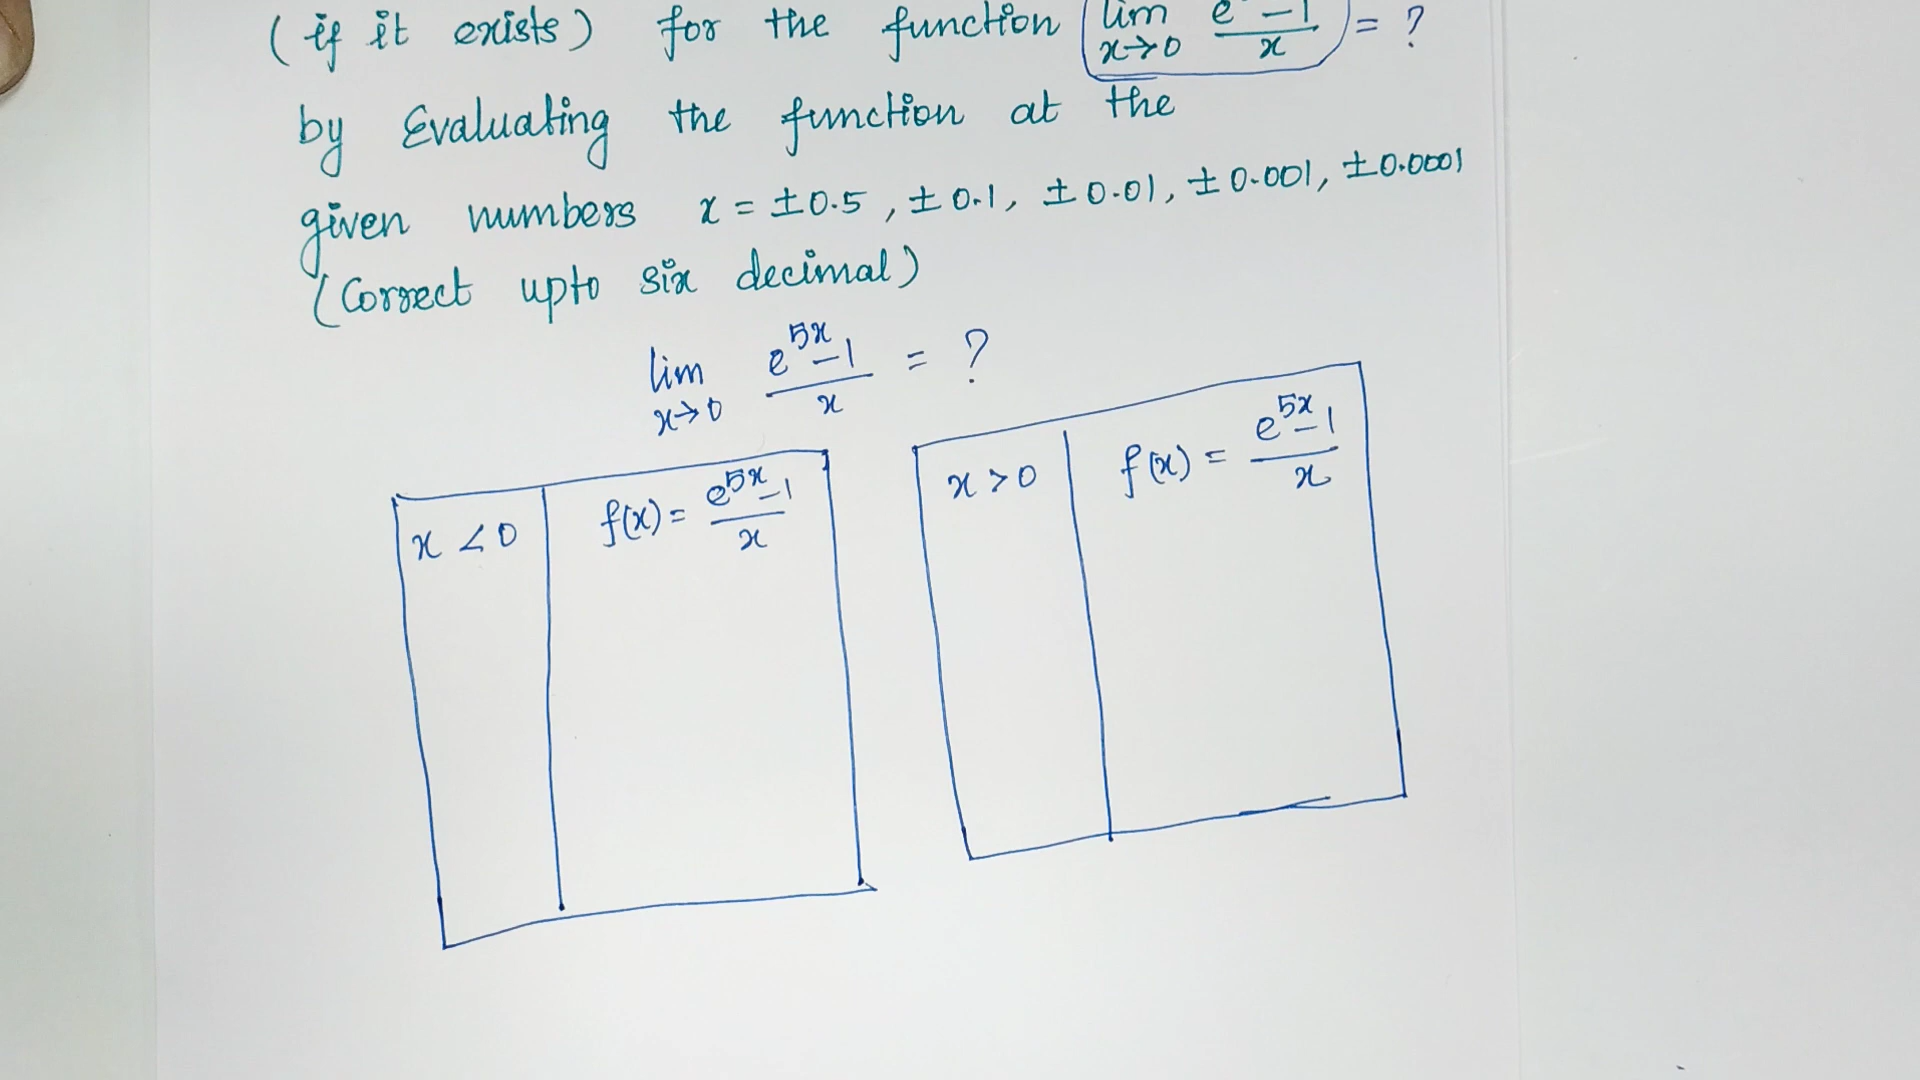 (if it exists) for the function lim e -1 = ?
x→0 x
by Evaluating the function at the
given numbers x = ±0.5, ±0.1, ±0.01, ±0.001, ±0.0001
(Correct upto six decimal)
lim e^5x -1 = ?
x→0 x
x < 0 f(x) = e^5x -1
x
x > 0 f(x) = e^5x -1
x